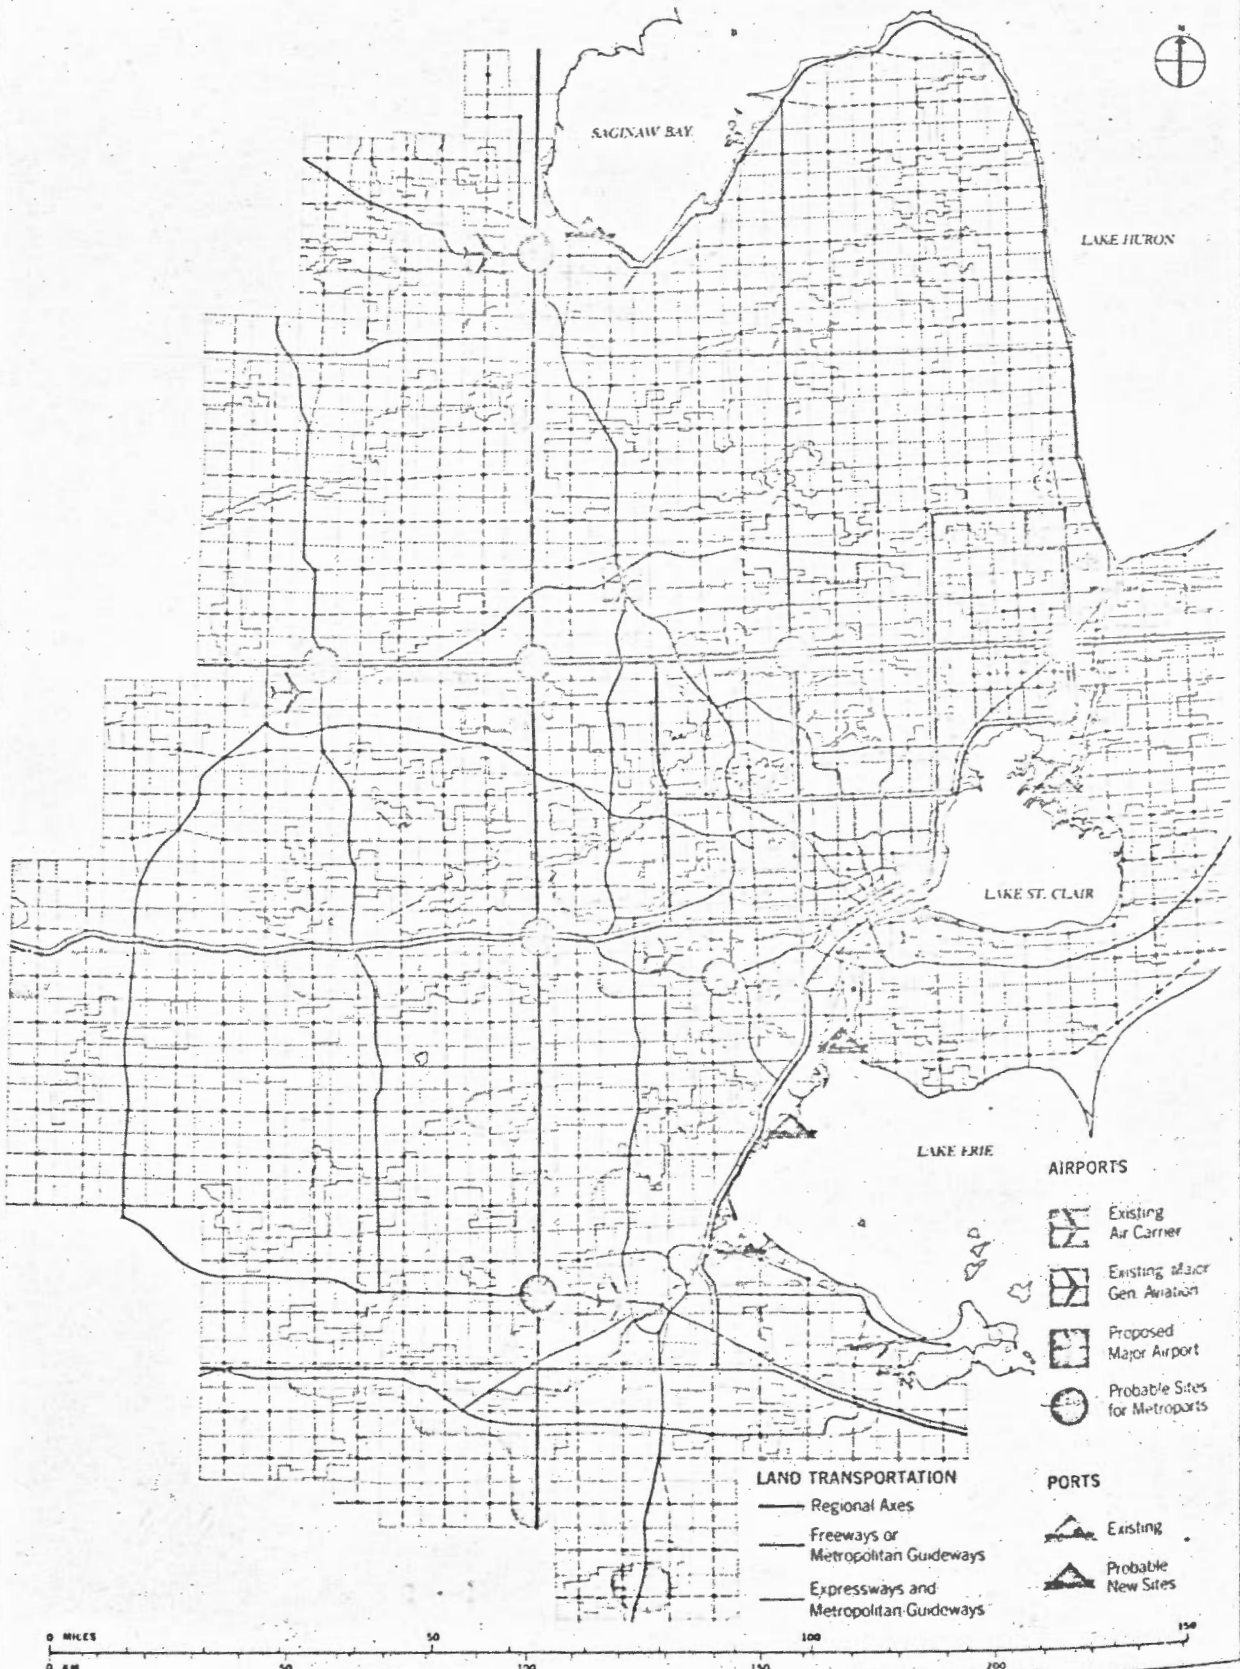 N
SAGINAW BAY
LAKE HURON
LAKE ST. CLAIR
LAKE ERIE
AIRPORTS
Existing
Air Carrier
Existing Major
Gen. Aviation
Proposed
Major Airport
Probable Sites
for Metroports
LAND TRANSPORTATION
Regional Axes
Freeways or
Metropolitan Guideways
Expressways and
Metropolitan Guideways
PORTS
Existing
Probable
New Sites
0 MILES 50 100 150
0 KM 50 100 150 200